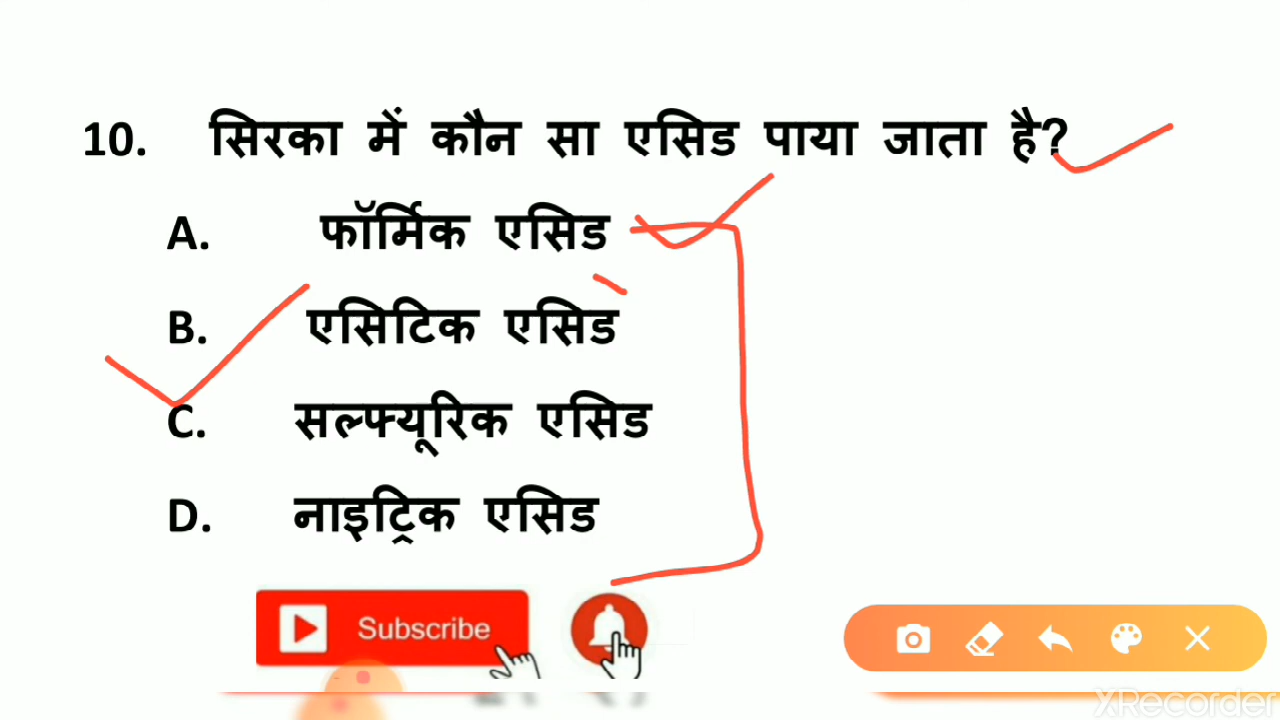 10. सिरका में कौन सा एसिड पाया जाता है?
A. फॉर्मिक एसिड
B. एसिटिक एसिड
C. सल्फ्यूरिक एसिड
D. नाइट्रिक एसिड
Subscribe
XRecorder